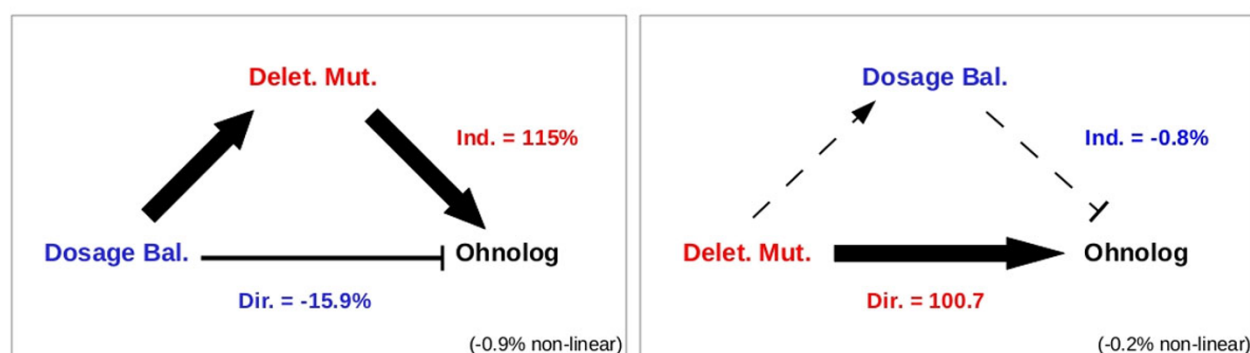 Delet. Mut.
Ind. = 115%
Dosage Bal.
Ohnolog
Dir. = -15.9%
(-0.9% non-linear)
Dosage Bal.
Ind. = -0.8%
Delet. Mut.
Ohnolog
Dir. = 100.7
(-0.2% non-linear)